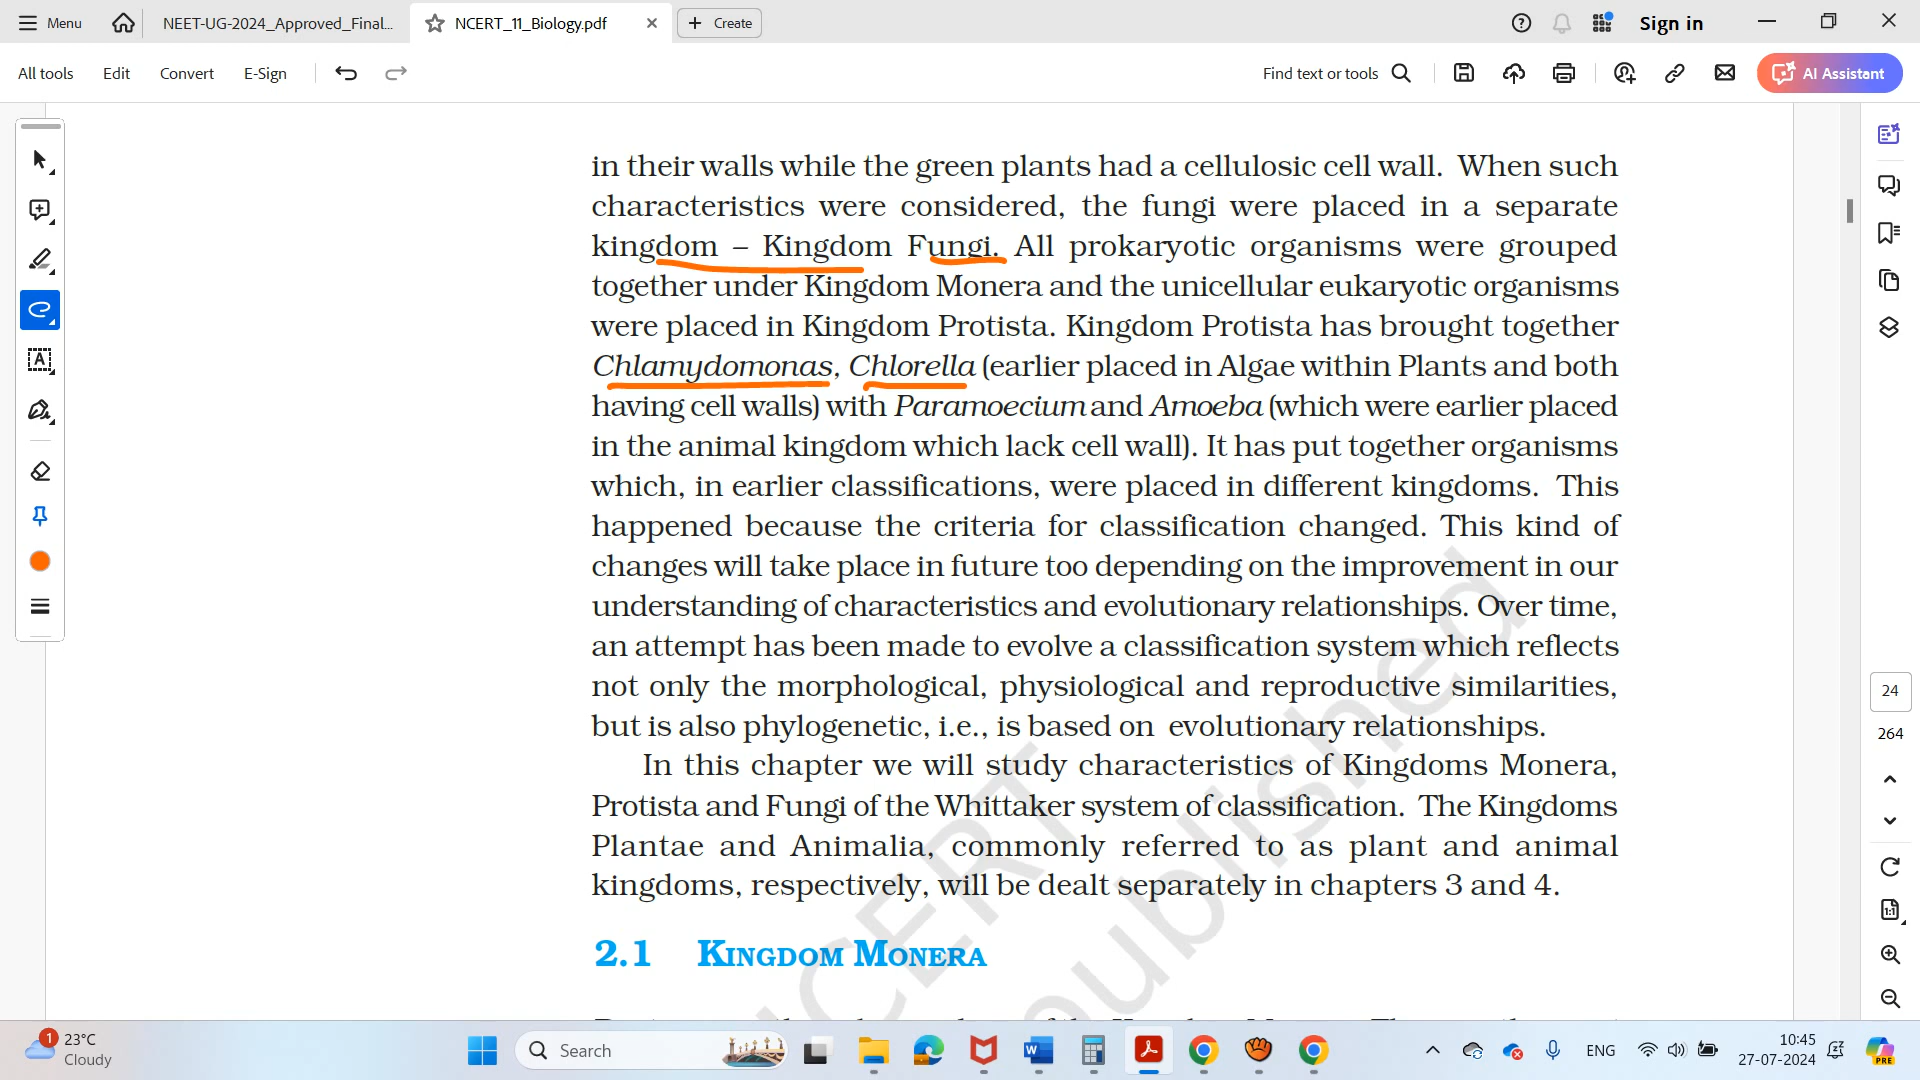 Menu
NEET-UG-2024_Approved_Final...
NCERT_11_Biology.pdf
Create
Sign in
All tools
Edit
Convert
E-Sign
Find text or tools
AI Assistant
in their walls while the green plants had a cellulosic cell wall. When such
characteristics were considered, the fungi were placed in a separate
kingdom – Kingdom Fungi. All prokaryotic organisms were grouped
together under Kingdom Monera and the unicellular eukaryotic organisms
were placed in Kingdom Protista. Kingdom Protista has brought together
Chlamydomonas, Chlorella (earlier placed in Algae within Plants and both
having cell walls) with Paramoecium and Amoeba (which were earlier placed
in the animal kingdom which lack cell wall). It has put together organisms
which, in earlier classifications, were placed in different kingdoms. This
happened because the criteria for classification changed. This kind of
changes will take place in future too depending on the improvement in our
understanding of characteristics and evolutionary relationships. Over time,
an attempt has been made to evolve a classification system which reflects
not only the morphological, physiological and reproductive similarities,
but is also phylogenetic, i.e., is based on evolutionary relationships.
In this chapter we will study characteristics of Kingdoms Monera,
Protista and Fungi of the Whittaker system of classification. The Kingdoms
Plantae and Animalia, commonly referred to as plant and animal
kingdoms, respectively, will be dealt separately in chapters 3 and 4.
2.1 KINGDOM MONERA
NCERT
ublished
24
264
1:1
1
23°C
Cloudy
Search
PRE
ENG
10:45
27-07-2024